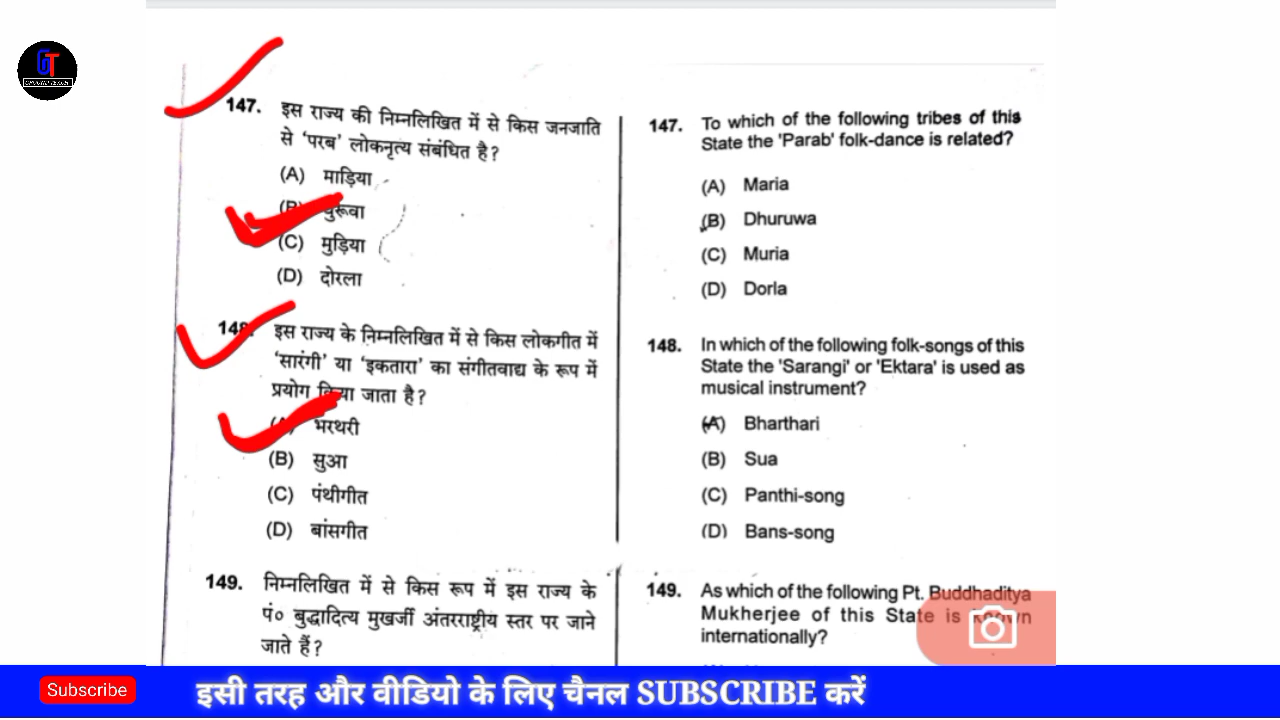 GT
147. इस राज्य की निम्नलिखित में से किस जनजाति
से ‘परब’ लोकनृत्य संबंधित है?
(A) माड़िया
(B) धुरूवा
(C) मुड़िया
(D) दोरला
148. इस राज्य के निम्नलिखित में से किस लोकगीत में
‘सारंगी’ या ‘इकतारा’ का संगीतवाद्य के रूप में
प्रयोग किया जाता है?
(A) भरथरी
(B) सुआ
(C) पंथीगीत
(D) बांसगीत
149. निम्नलिखित में से किस रूप में इस राज्य के
पं० बुद्धादित्य मुखर्जी अंतरराष्ट्रीय स्तर पर जाने
जाते हैं?
147. To which of the following tribes of this
State the 'Parab' folk-dance is related?
(A) Maria
(B) Dhuruwa
(C) Muria
(D) Dorla
148. In which of the following folk-songs of this
State the 'Sarangi' or 'Ektara' is used as
musical instrument?
(A) Bharthari
(B) Sua
(C) Panthi-song
(D) Bans-song
149. As which of the following Pt. Buddhaditya
Mukherjee of this State is known
internationally?
Subscribe
इसी तरह और वीडियो के लिए चैनल SUBSCRIBE करें